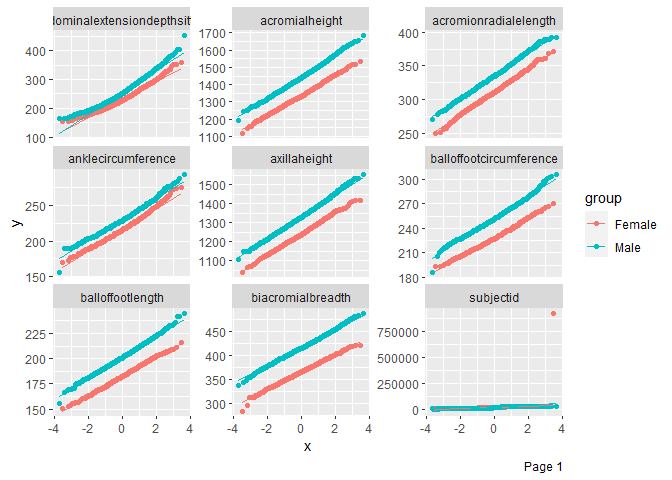 dominalextensiondepthsitt
acromialheight
acromionradialelength
400
300
200
100
1700
1600
1500
1400
1300
1200
1100
400
350
300
250
anklecircumference
axillaheight
balloffootcircumference
250
200
150
1500
1400
1300
1200
1100
300
270
240
210
180
balloffootlength
biacromialbreadth
subjectid
225
200
175
150
450
400
350
300
750000
500000
250000
0
-4 -2 0 2 4
-4 -2 0 2 4
-4 -2 0 2 4
x
y
group
Female
Male
Page 1